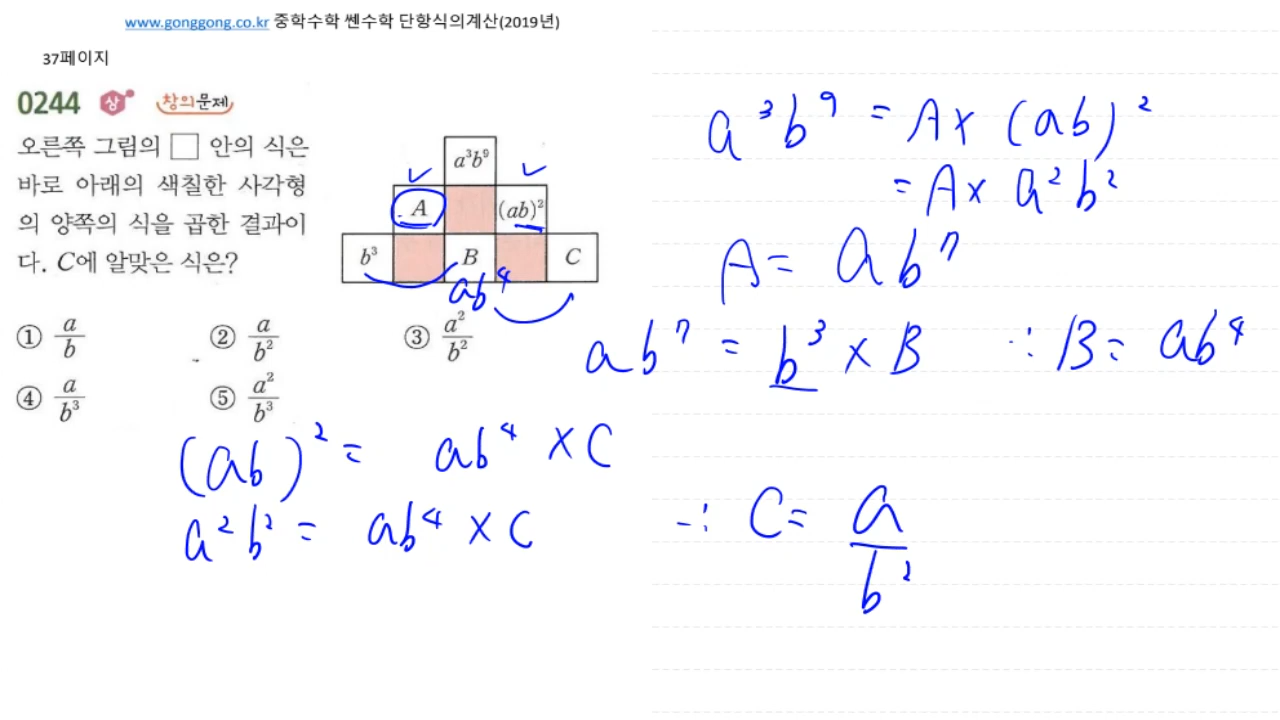 www.gonggong.co.kr 중학수학 쎈수학 단항식의계산(2019년)
37페이지
0244 상 창의문제
오른쪽 그림의 □ 안의 식은
바로 아래의 색칠한 사각형
의 양쪽의 식을 곱한 결과이
다. C에 알맞은 식은?
a³b⁹
A (ab)²
b³ B C
ab⁴
① a/b ② a/b² ③ a²/b²
④ a/b³ ⑤ a²/b³
(ab)² = ab⁴ × C
a²b² = ab⁴ × C
a³b⁹ = A × (ab)²
= A × a²b²
A = ab⁷
ab⁷ = b³ × B ∴ B = ab⁴
∴ C = a/b²